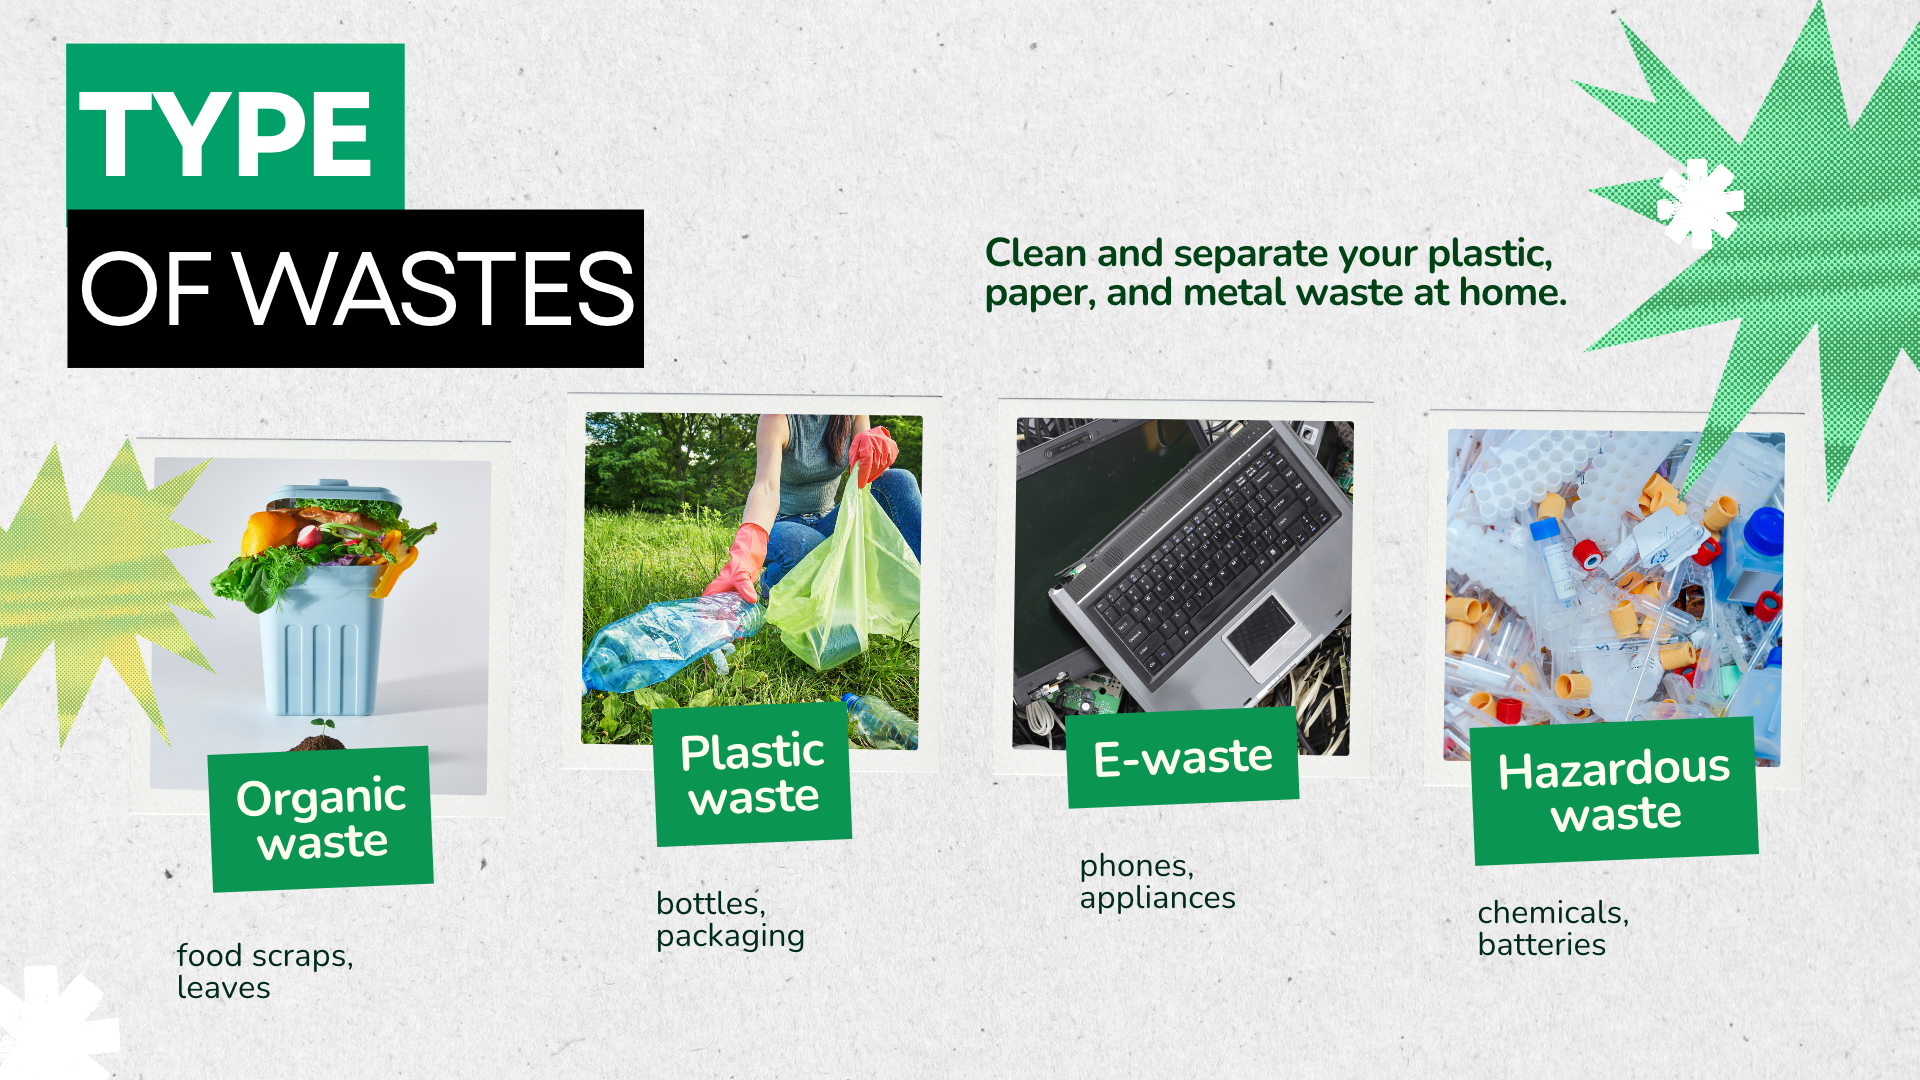 TYPE
OF WASTES
Clean and separate your plastic,
paper, and metal waste at home.
Organic
waste
food scraps,
leaves
Plastic
waste
bottles,
packaging
E-waste
phones,
appliances
Hazardous
waste
chemicals,
batteries